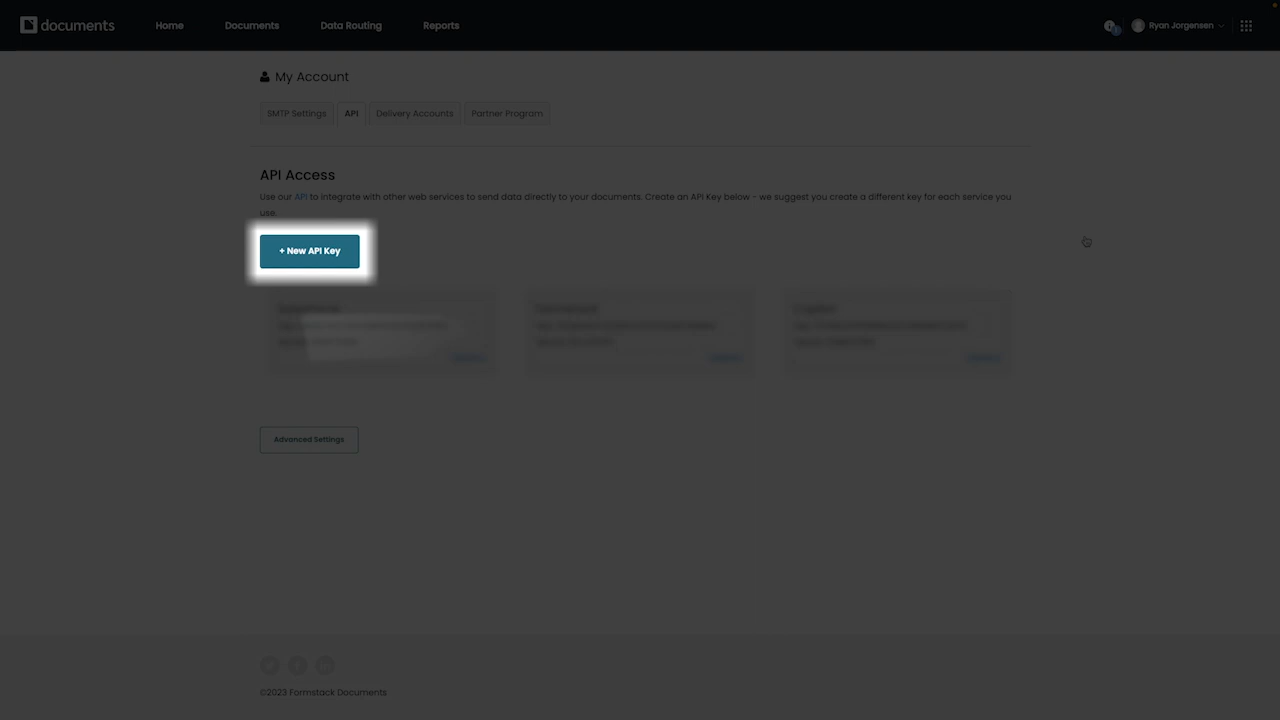 documents
Home
Documents
Data Routing
Reports
Ryan Jorgensen
My Account
SMTP Settings
API
Delivery Accounts
Partner Program
API Access
Use our API to integrate with other web services to send data directly to your documents. Create an API Key below - we suggest you create a different key for each service you
use.
+ New API Key
Advanced Settings
©2023 Formstack Documents